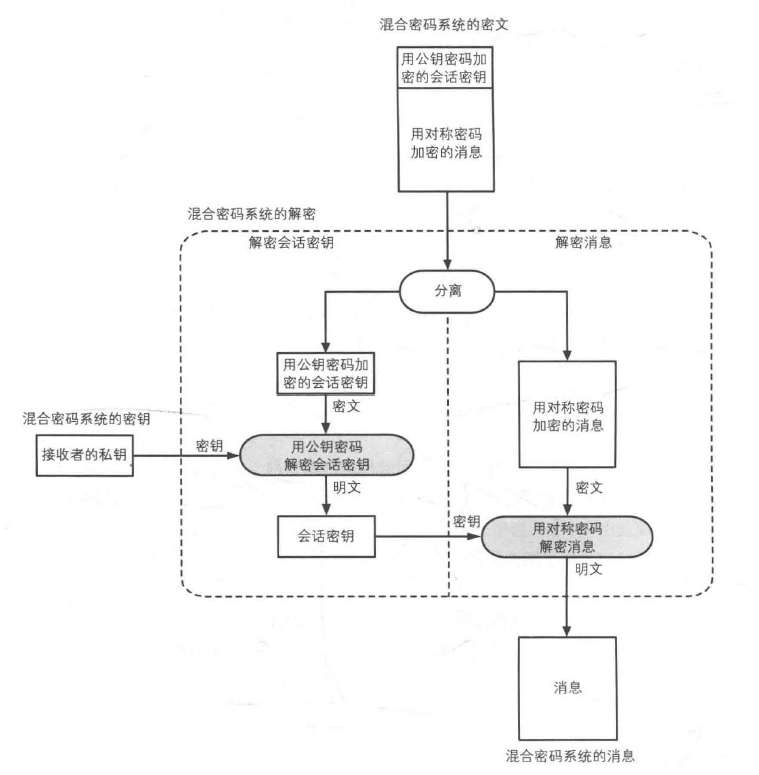 混合密码系统的密文
用公钥密码加
密的会话密钥
用对称密码
加密的消息
混合密码系统的解密
解密会话密钥
解密消息
分离
用公钥密码加
密的会话密钥
用对称密码
加密的消息
密文
混合密码系统的密钥
接收者的私钥
密钥
用公钥密码
解密会话密钥
密文
明文
会话密钥
密钥
用对称密码
解密消息
明文
消息
混合密码系统的消息